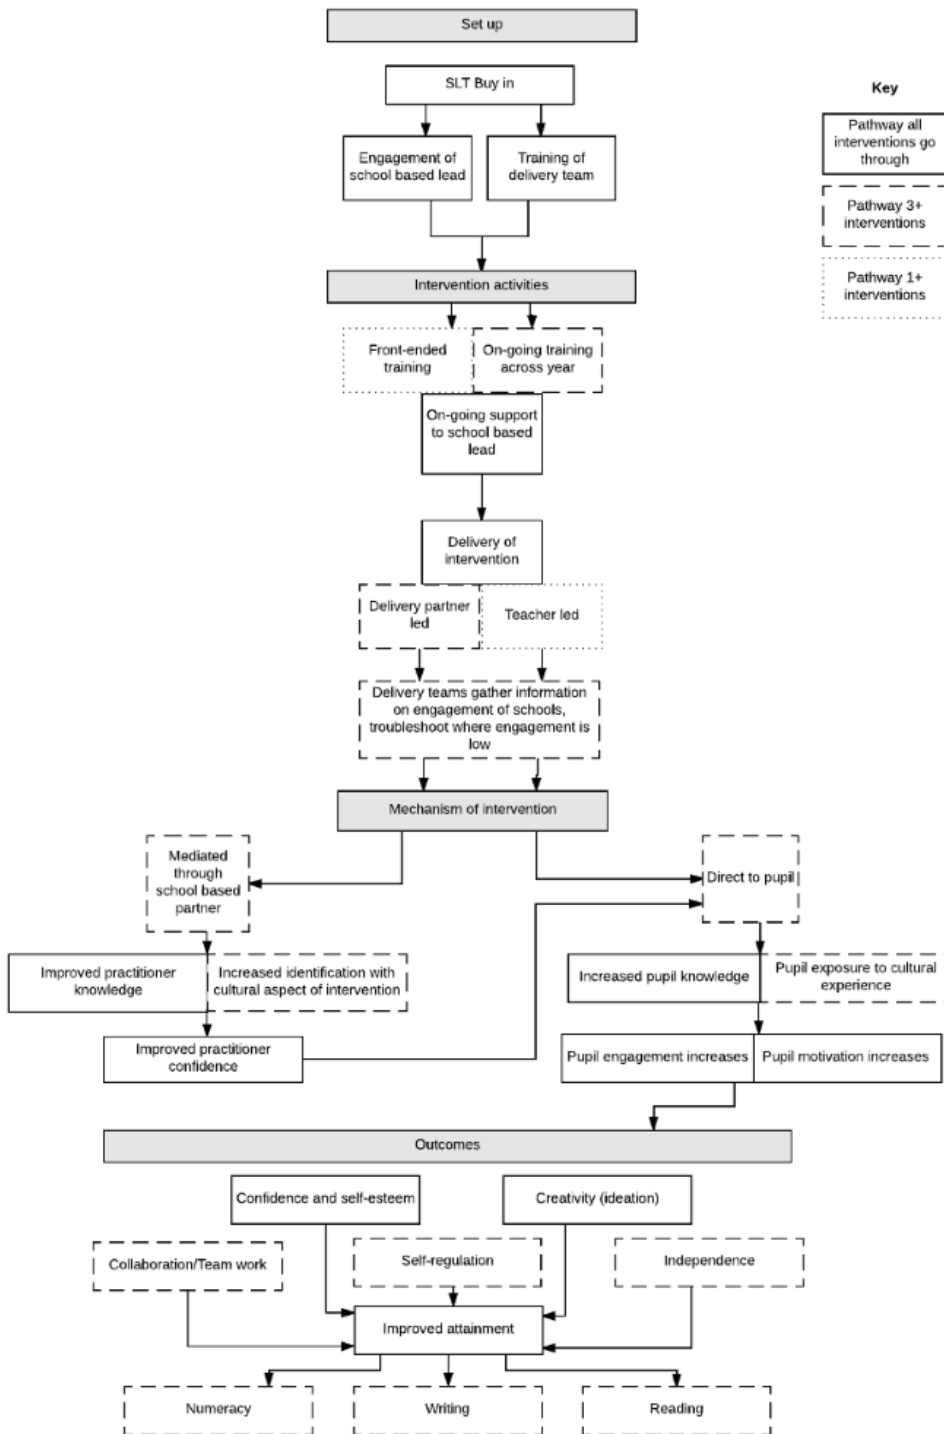 Set up
SLT Buy in
Key
Pathway all
interventions go
through
Engagement of
school based lead
Training of
delivery team
Pathway 3+
interventions
Pathway 1+
interventions
Intervention activities
Front-ended
training
On-going training
across year
On-going support
to school based
lead
Delivery of
intervention
Delivery partner
led
Teacher led
Delivery teams gather information
on engagement of schools,
troubleshoot where engagement is
low
Mechanism of intervention
Mediated
through
school based
partner
Direct to pupil
Improved practitioner
knowledge
Increased identification with
cultural aspect of intervention
Increased pupil knowledge
Pupil exposure to cultural
experience
Improved practitioner
confidence
Pupil engagement increases
Pupil motivation increases
Outcomes
Confidence and self-esteem
Creativity (ideation)
Collaboration/Team work
Self-regulation
Independence
Improved attainment
Numeracy
Writing
Reading